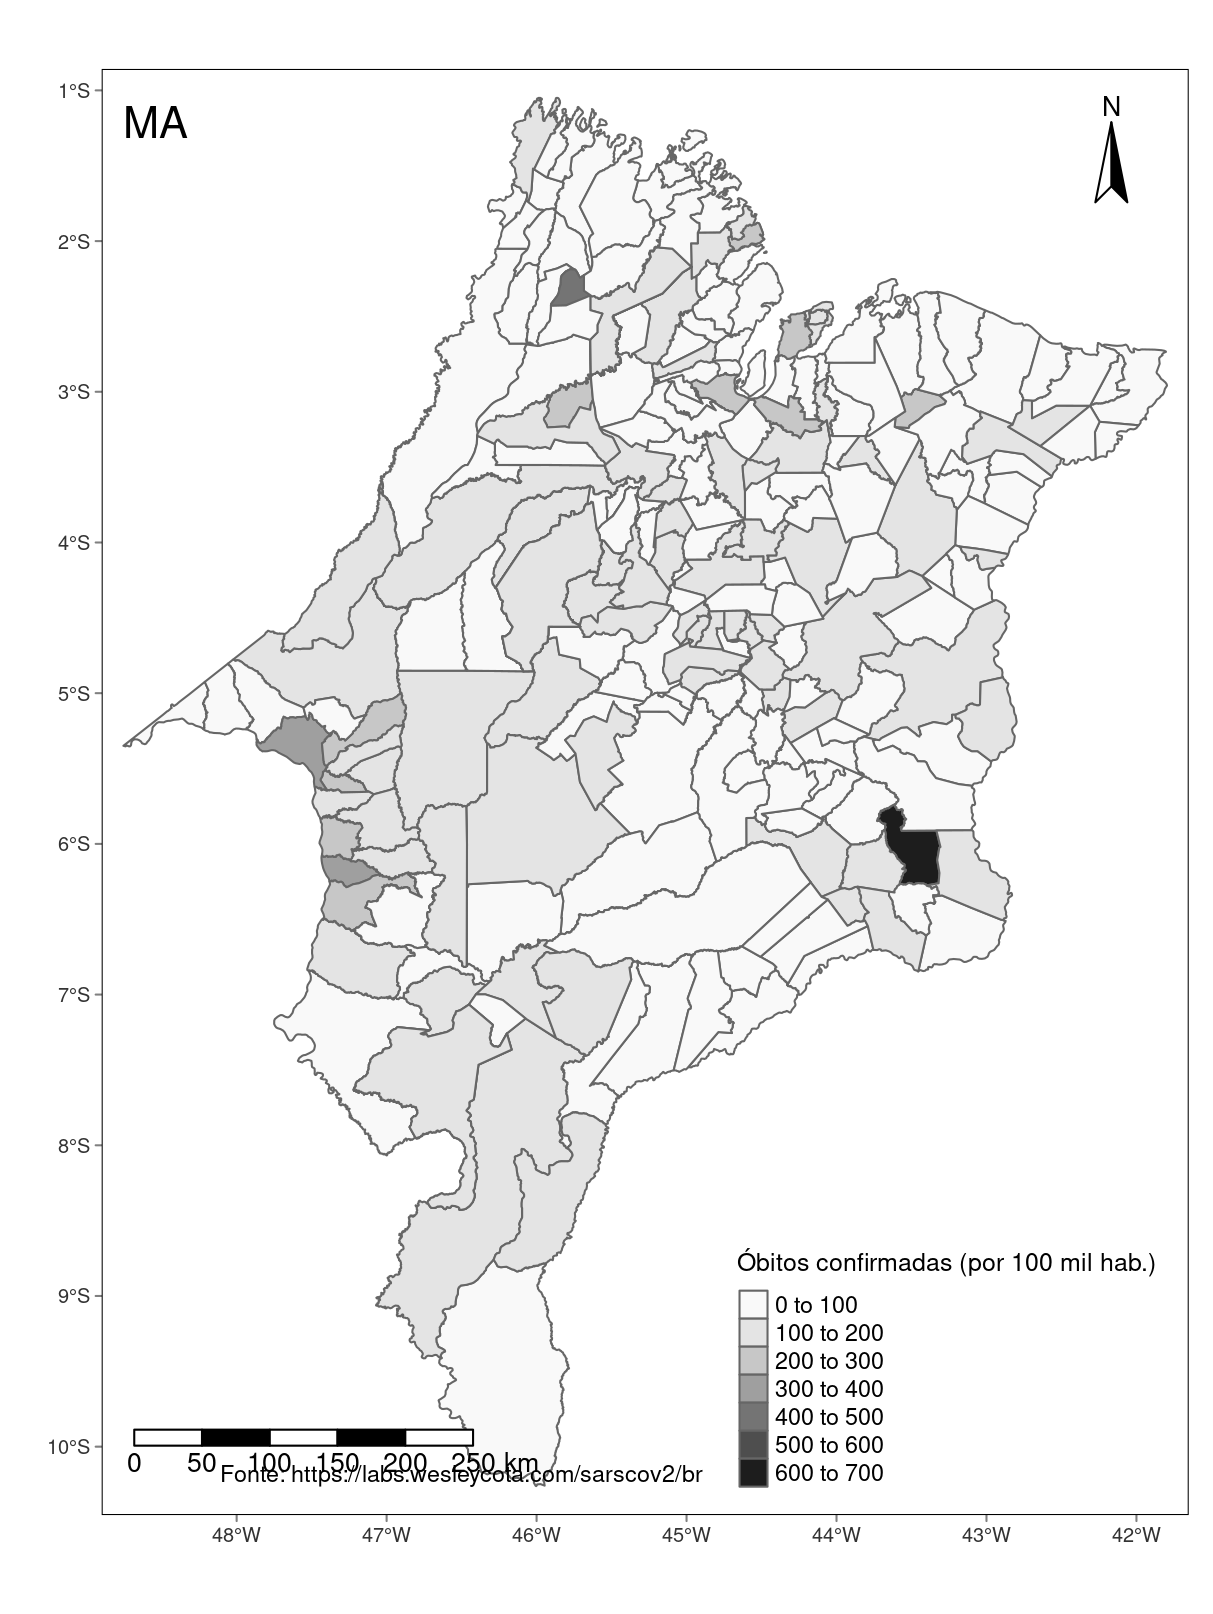 MA
N
1°S
2°S
3°S
4°S
5°S
6°S
7°S
8°S
9°S
10°S
Óbitos confirmadas (por 100 mil hab.)
0 to 100
100 to 200
200 to 300
300 to 400
400 to 500
500 to 600
600 to 700
0 50 100 150 200 250 km
Fonte: https://labs.wesleycota.com/sarscov2/br
48°W 47°W 46°W 45°W 44°W 43°W 42°W